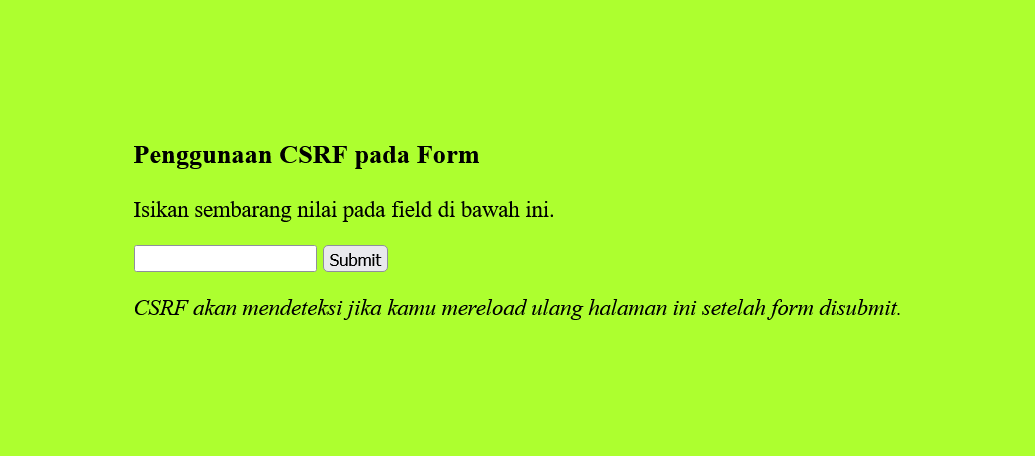 Penggunaan CSRF pada Form
Isikan sembarang nilai pada field di bawah ini.
Submit
CSRF akan mendeteksi jika kamu mereload ulang halaman ini setelah form disubmit.